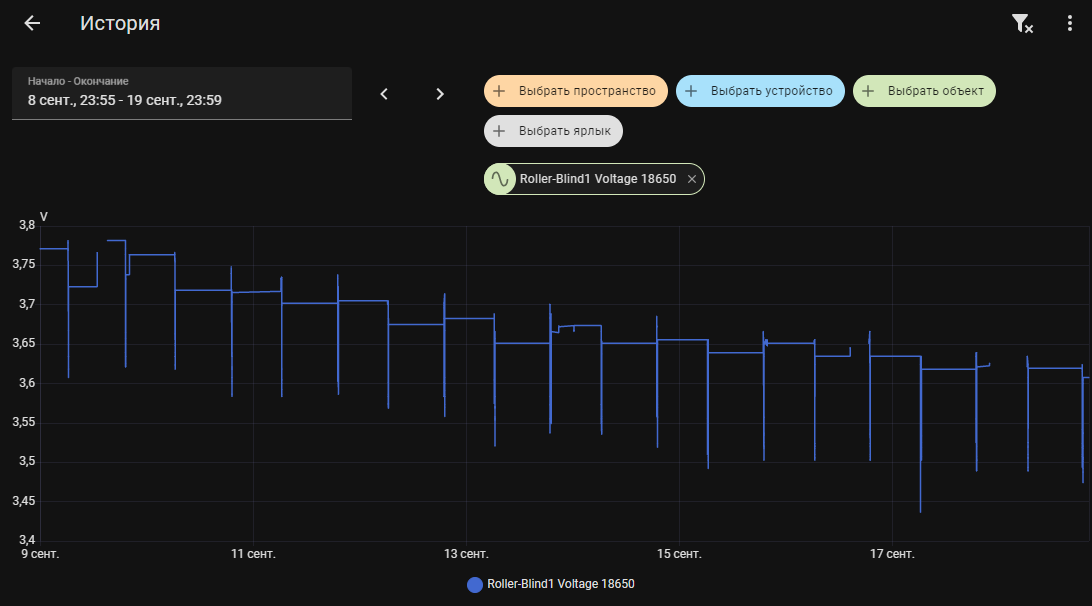 История
Начало - Окончание
8 сент., 23:55 - 19 сент., 23:59
Выбрать пространство
Выбрать устройство
Выбрать объект
Выбрать ярлык
Roller-Blind1 Voltage 18650
V
3,8
3,75
3,7
3,65
3,6
3,55
3,5
3,45
3,4
9 сент.
11 сент.
13 сент.
15 сент.
17 сент.
Roller-Blind1 Voltage 18650